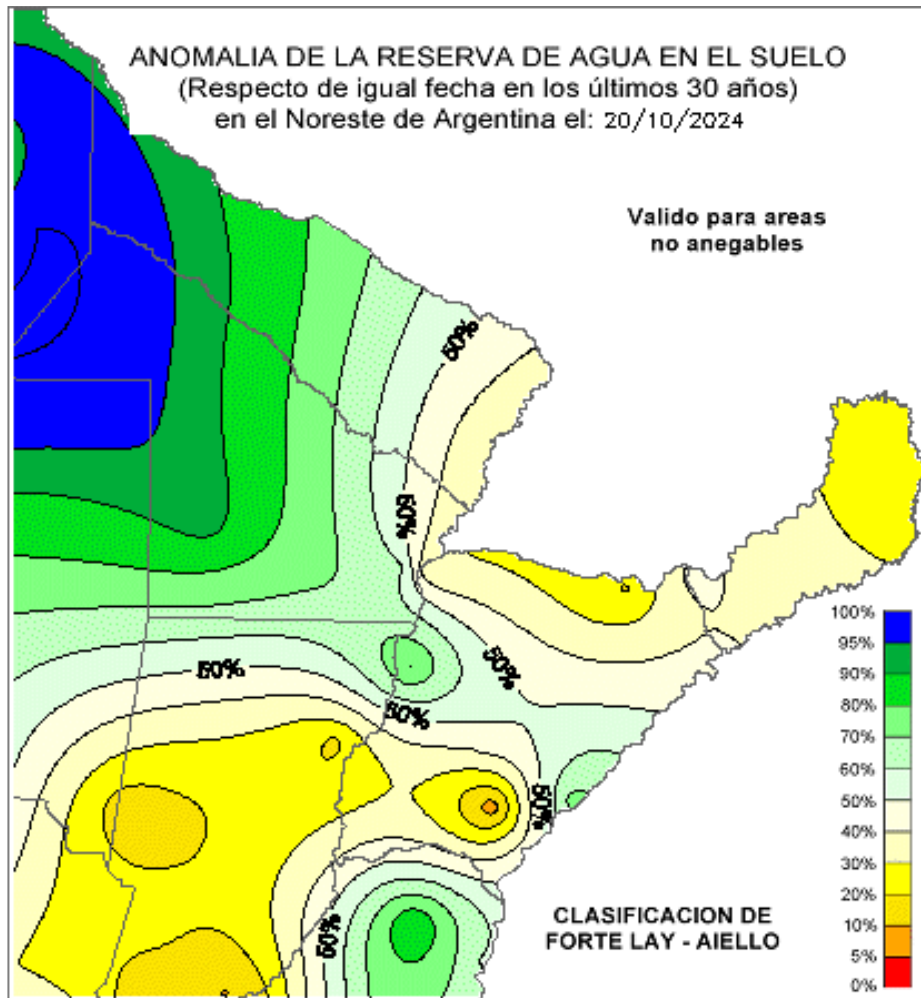 ANOMALIA DE LA RESERVA DE AGUA EN EL SUELO
(Respecto de igual fecha en los últimos 30 años)
en el Noreste de Argentina el: 20/10/2024
Valido para areas
no anegables
50%
50%
50%
50%
50%
50%
50%
100%
95%
90%
80%
70%
60%
50%
40%
30%
20%
10%
5%
0%
CLASIFICACION DE
FORTE LAY - AIELLO